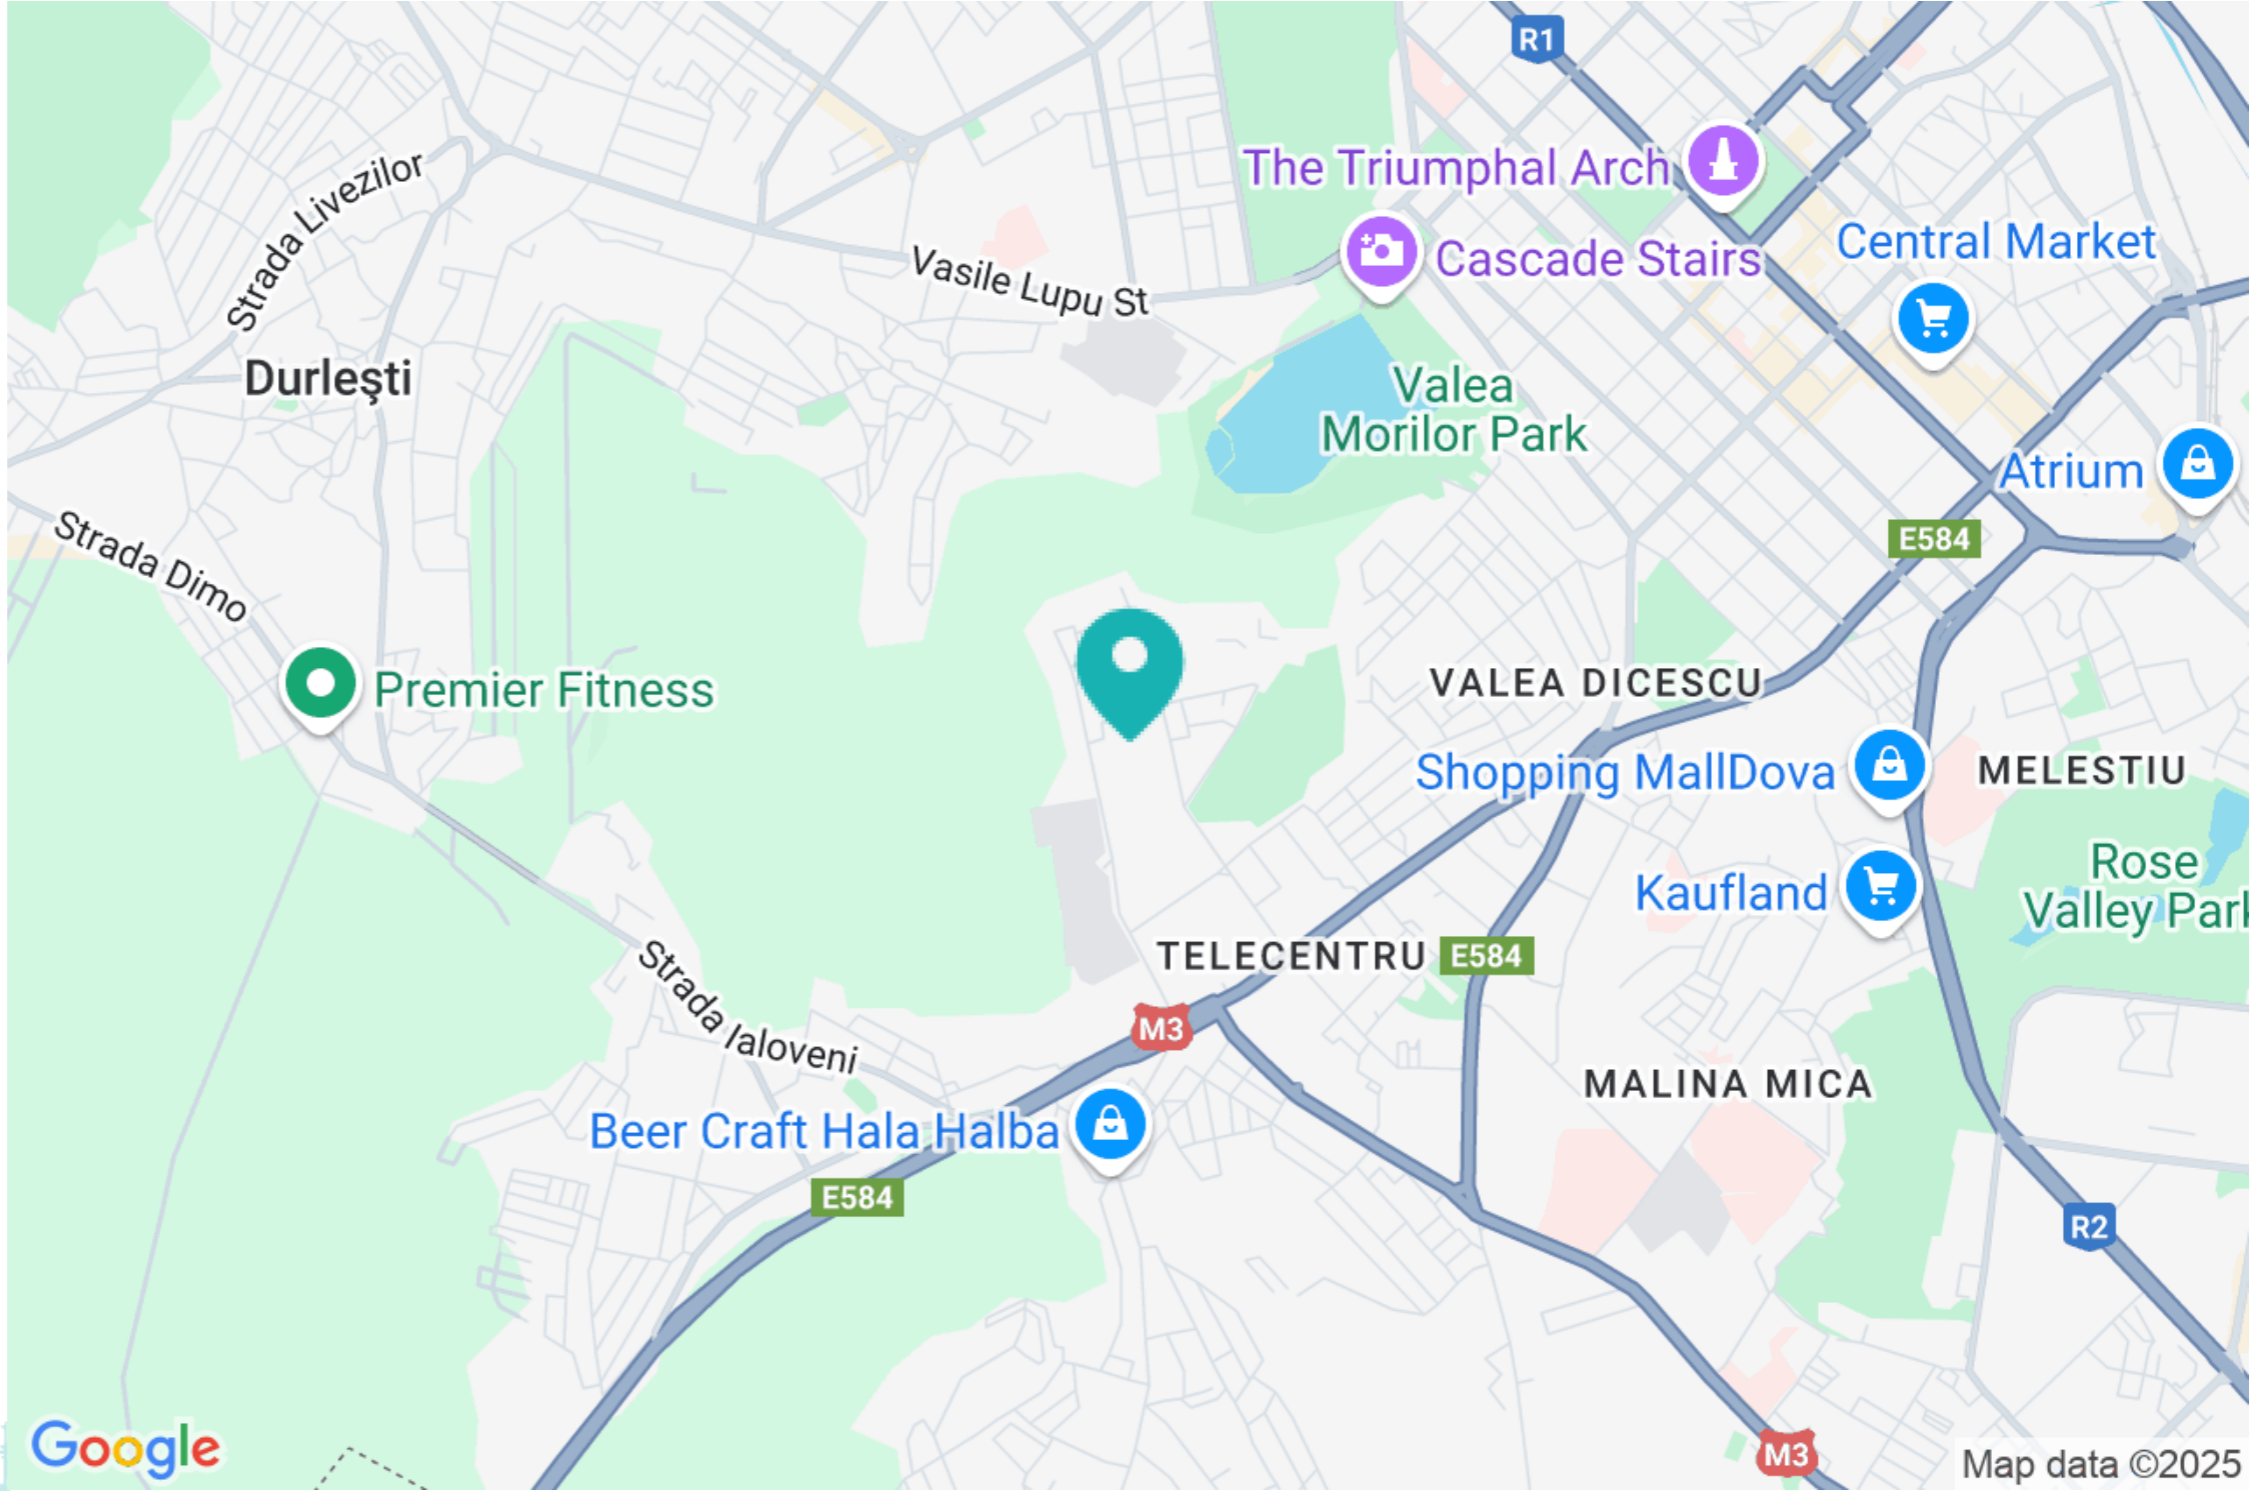 R1
The Triumphal Arch
Strada Livezilor
Cascade Stairs
Central Market
Vasile Lupu St
Durleşti
Valea
Morilor Park
Atrium
Strada Dimo
E584
Premier Fitness
VALEA DICESCU
Shopping MallDova
MELESTIU
Rose
Valley Park
Kaufland
TELECENTRU
E584
Strada Ialoveni
M3
MALINA MICA
Beer Craft Hala Halba
E584
R2
Google
M3
Map data ©2025